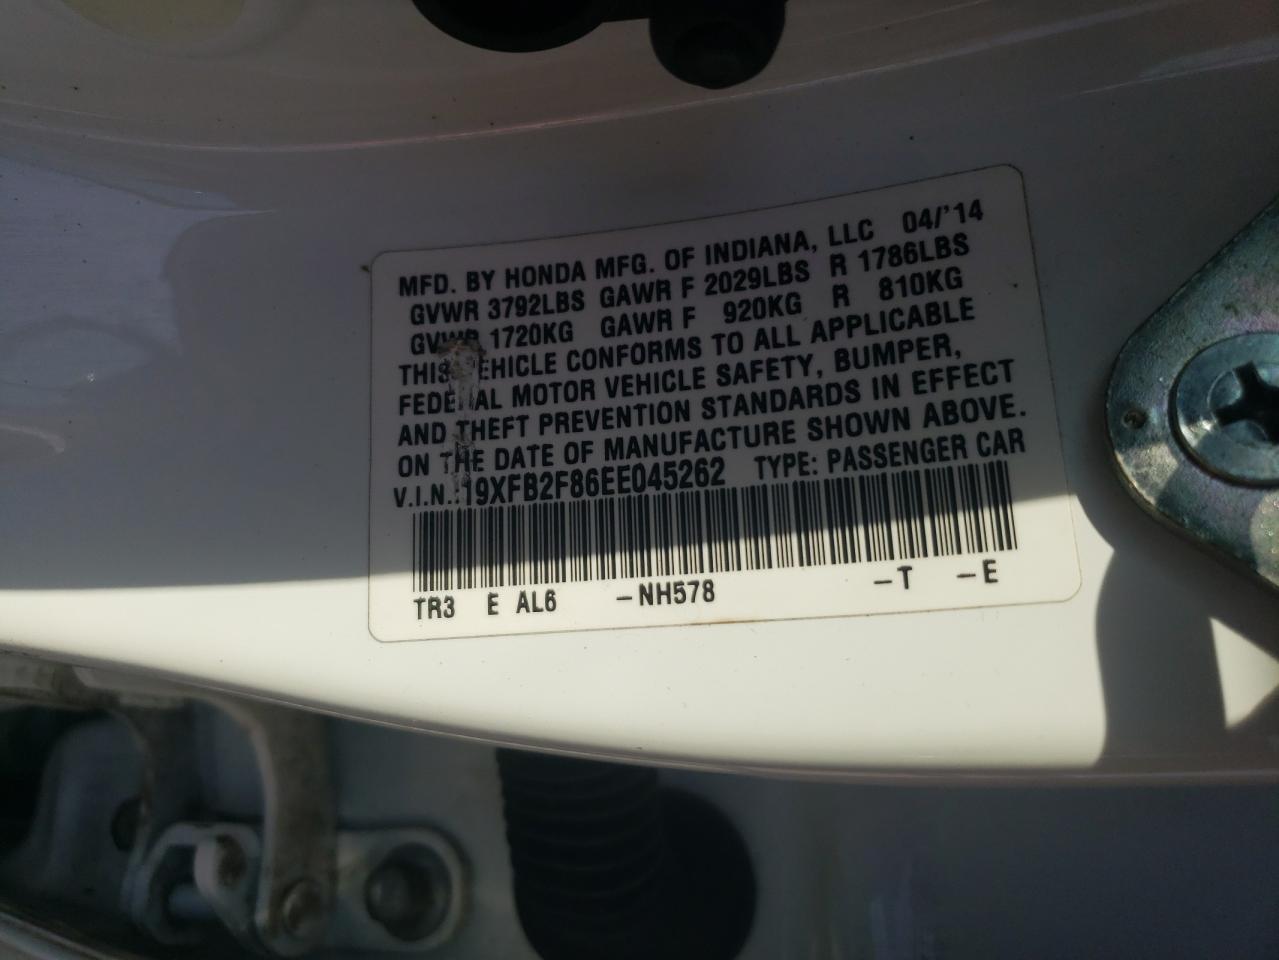 MFD. BY HONDA MFG. OF INDIANA, LLC 04/'14
GVWR 3792LBS GAWR F 2029LBS R 1786LBS
GVWR 1720KG GAWR F 920KG R 810KG
THIS VEHICLE CONFORMS TO ALL APPLICABLE
FEDERAL MOTOR VEHICLE SAFETY, BUMPER,
AND THEFT PREVENTION STANDARDS IN EFFECT
ON THE DATE OF MANUFACTURE SHOWN ABOVE.
V.I.N.: 19XFB2F86EE045262 TYPE: PASSENGER CAR
TR3 E AL6 -NH578 -T -E